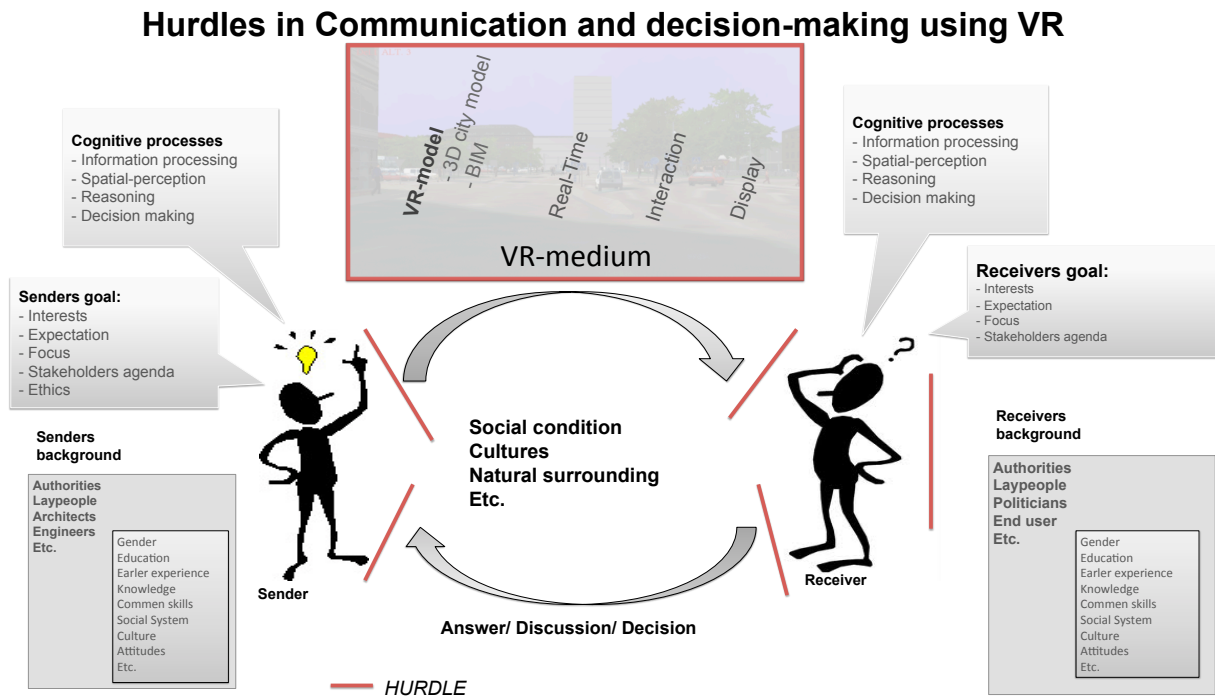 Hurdles in Communication and decision-making using VR
Cognitive processes
- Information processing
- Spatial-perception
- Reasoning
- Decision making
VR-model
- 3D city model
- BIM
Real-Time
Interaction
Display
VR-medium
Cognitive processes
- Information processing
- Spatial-perception
- Reasoning
- Decision making
Senders goal:
- Interests
- Expectation
- Focus
- Stakeholders agenda
- Ethics
Receivers goal:
- Interests
- Expectation
- Focus
- Stakeholders agenda
?
Senders
background
Authorities
Laypeople
Architects
Engineers
Etc.
Gender
Education
Earler experience
Knowledge
Commen skills
Social System
Culture
Attitudes
Etc.
Sender
Social condition
Cultures
Natural surrounding
Etc.
Receiver
Receivers
background
Authorities
Laypeople
Politicians
End user
Etc.
Gender
Education
Earler experience
Knowledge
Commen skills
Social System
Culture
Attitudes
Etc.
Answer/ Discussion/ Decision
HURDLE